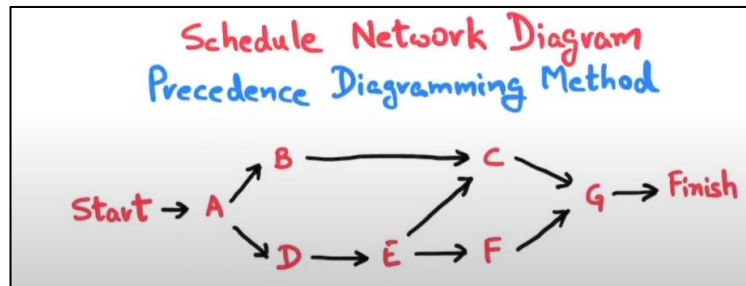 Schedule Network Diagram
Precedence Diagramming Method
B C
Start A G Finish
D E F